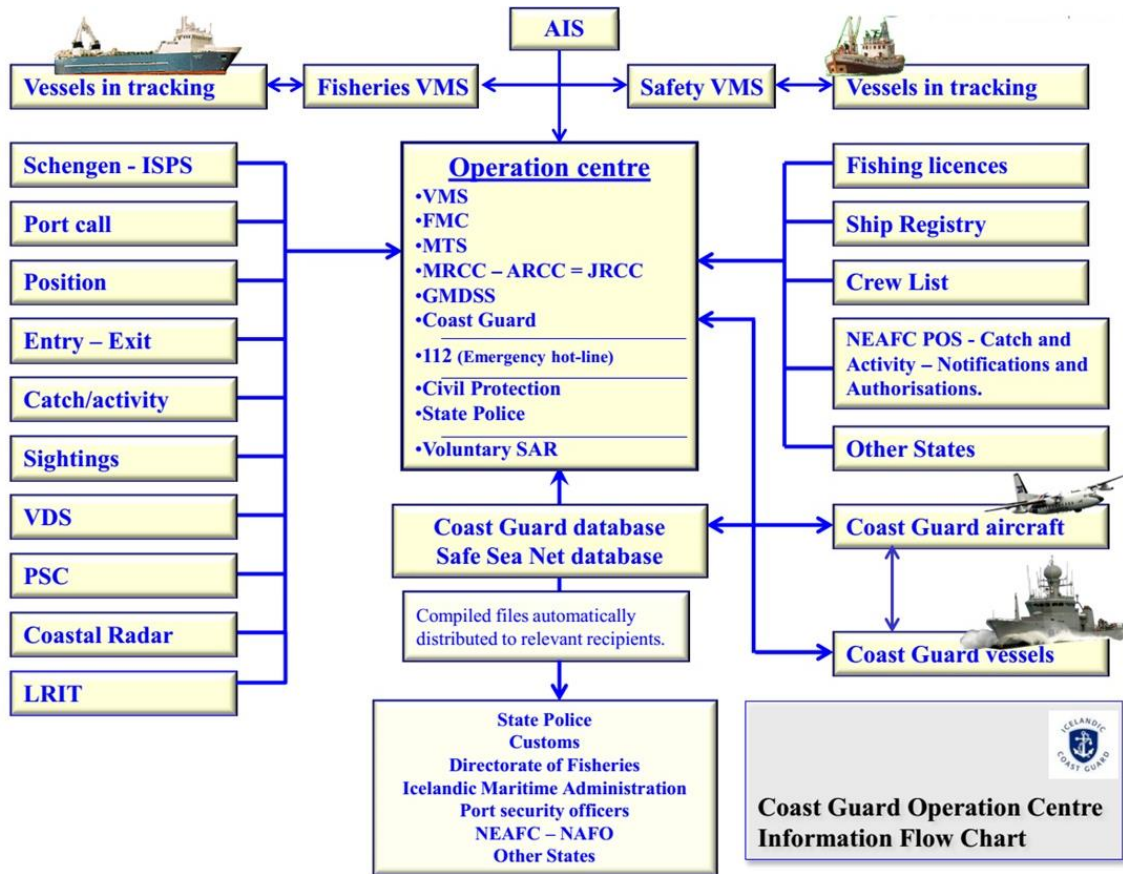 AIS
Vessels in tracking
Fisheries VMS
Safety VMS
Vessels in tracking
Schengen - ISPS
Port call
Position
Entry – Exit
Catch/activity
Sightings
VDS
PSC
Coastal Radar
LRIT
Operation centre
•VMS
•FMC
•MTS
•MRCC – ARCC = JRCC
•GMDSS
•Coast Guard
•112 (Emergency hot-line)
•Civil Protection
•State Police
•Voluntary SAR
Fishing licences
Ship Registry
Crew List
NEAFC POS - Catch and
Activity – Notifications and
Authorisations.
Other States
Coast Guard database
Safe Sea Net database
Coast Guard aircraft
Coast Guard vessels
Compiled files automatically
distributed to relevant recipients.
State Police
Customs
Directorate of Fisheries
Icelandic Maritime Administration
Port security officers
NEAFC – NAFO
Other States
ICELANDIC
COAST GUARD
Coast Guard Operation Centre
Information Flow Chart